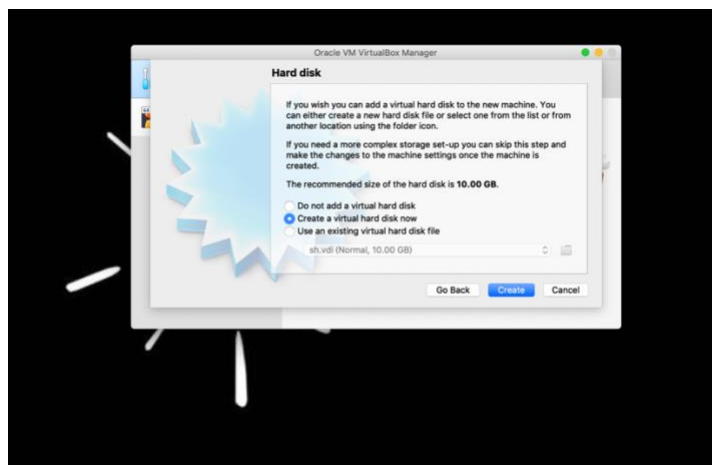 Oracle VM VirtualBox Manager
Hard disk
If you wish you can add a virtual hard disk to the new machine. You
can either create a new hard disk file or select one from the list or from
another location using the folder icon.
If you need a more complex storage set-up you can skip this step and
make the changes to the machine settings once the machine is
created.
The recommended size of the hard disk is 10.00 GB.
Do not add a virtual hard disk
Create a virtual hard disk now
Use an existing virtual hard disk file
sh.vdi (Normal, 10.00 GB)
Go Back Create Cancel